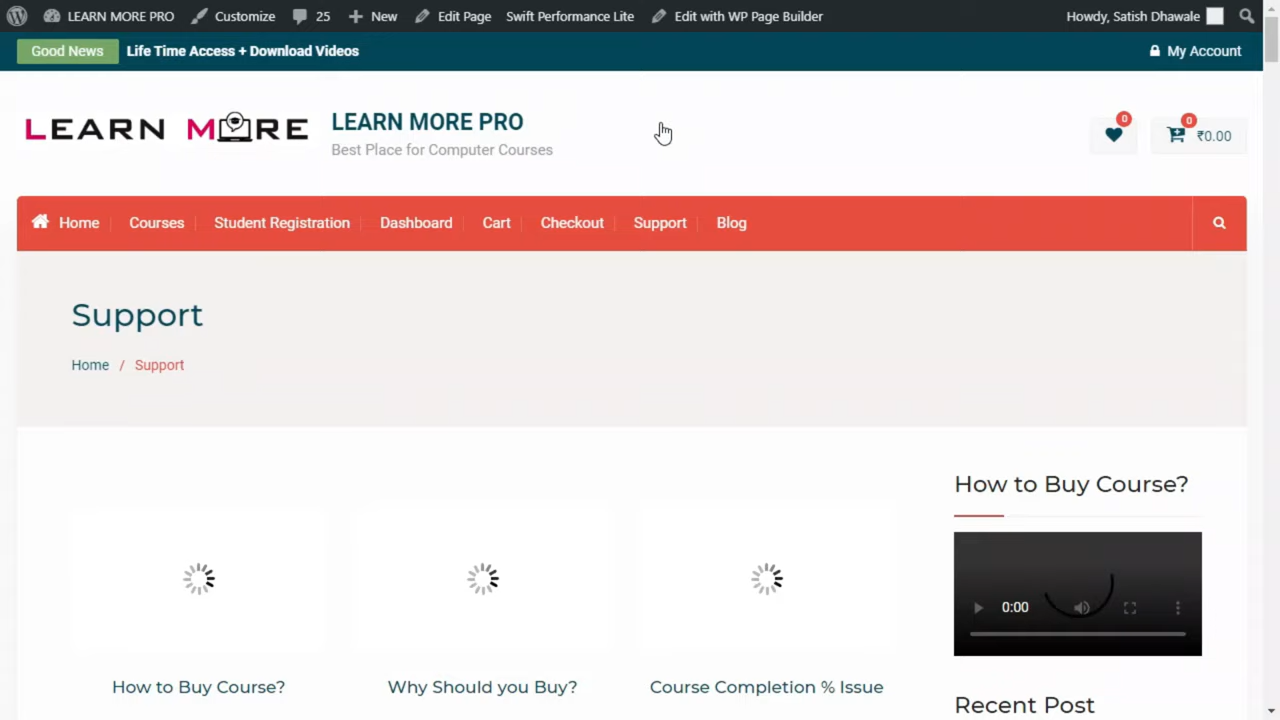 LEARN MORE PRO Customize 25 New Edit Page Swift Performance Lite Edit with WP Page Builder Howdy, Satish Dhawale
Good News Life Time Access + Download Videos My Account
LEARN MORE LEARN MORE PRO
Best Place for Computer Courses
0 0 ₹0.00
Home Courses Student Registration Dashboard Cart Checkout Support Blog
Support
Home / Support
How to Buy Course?
0:00
How to Buy Course? Why Should you Buy? Course Completion % Issue
Recent Post